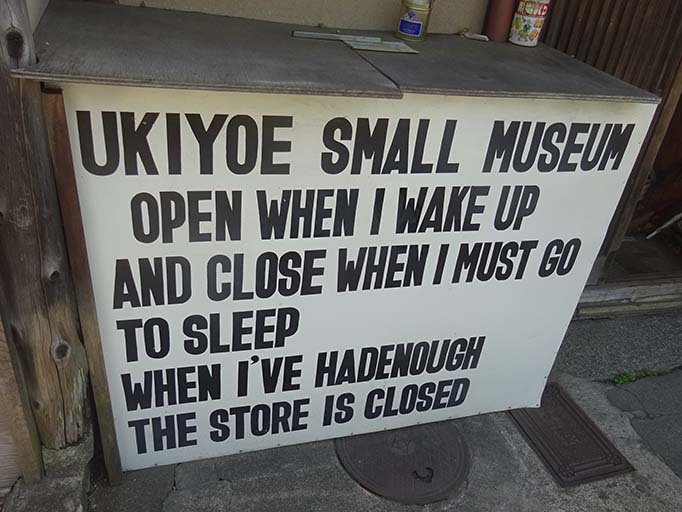 UKIYOE SMALL MUSEUM
OPEN WHEN I WAKE UP
AND CLOSE WHEN I MUST GO
TO SLEEP
WHEN I'VE HADENOUGH
THE STORE IS CLOSED